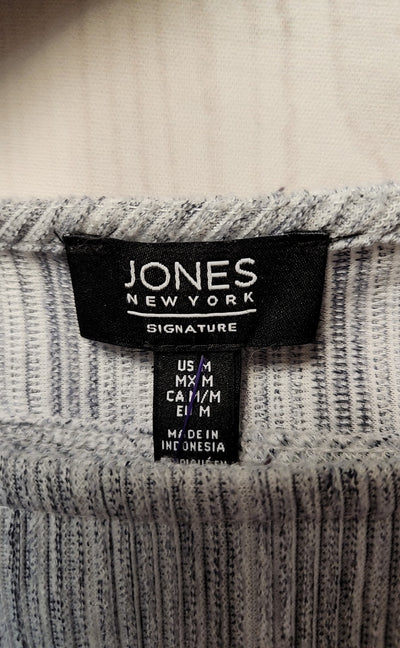 JONES
NEW YORK
SIGNATURE
US M
MX M
CA M/M
EU M
MADE IN
INDONESIA